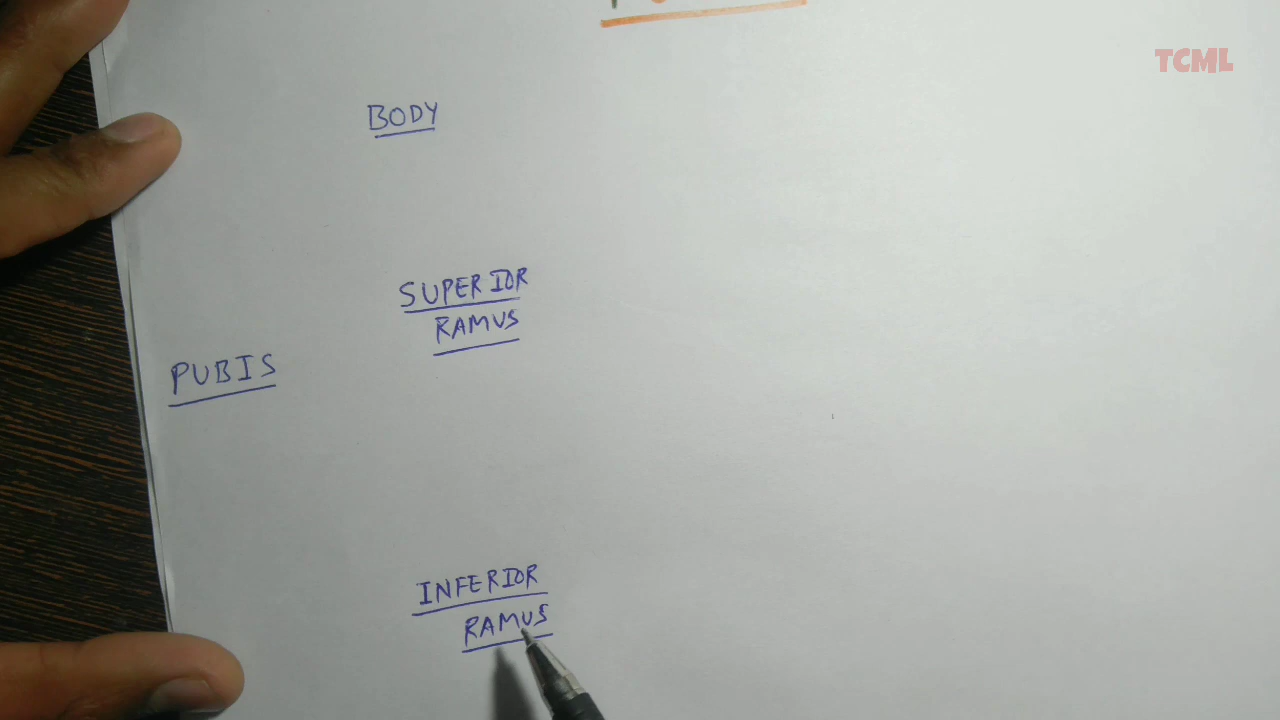 TCML
BODY
SUPERIOR
RAMUS
PUBIS
INFERIOR
RAMUS